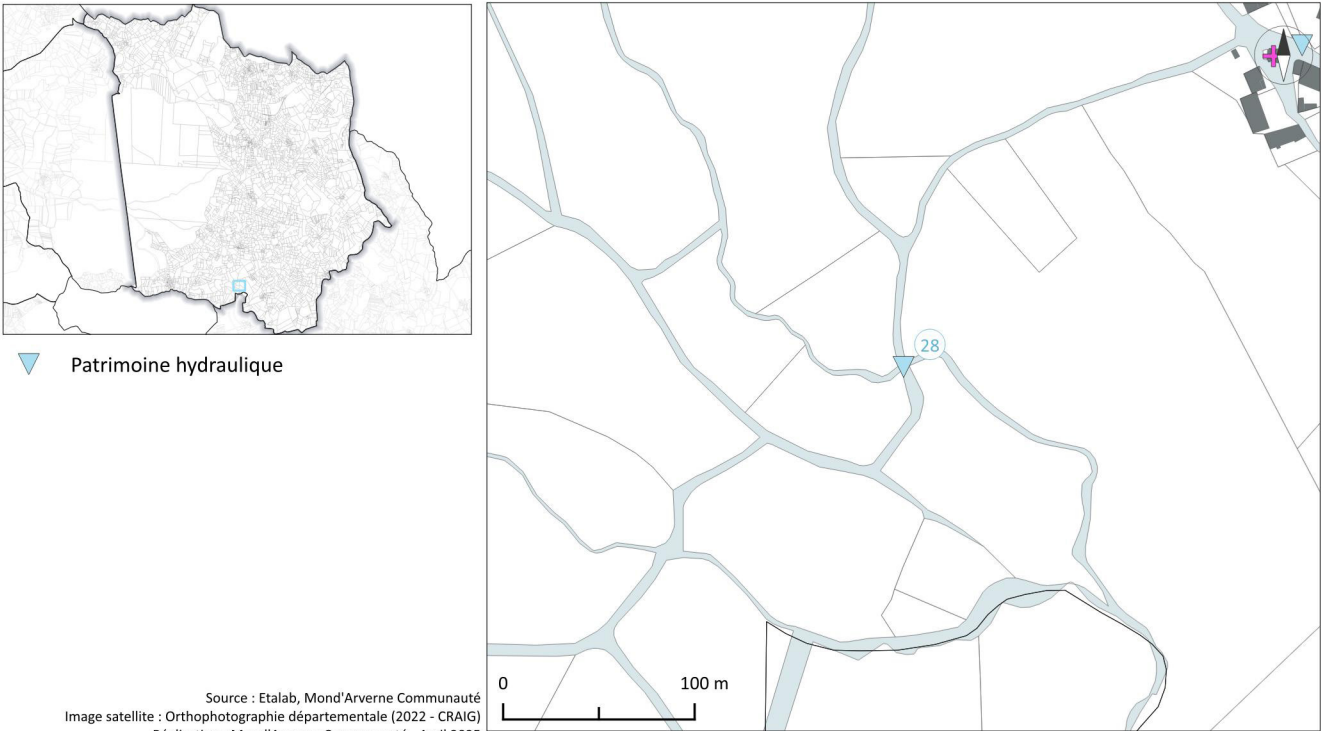 Patrimoine hydraulique
28
0 100 m
Source : Etalab, Mond'Arverne Communauté
Image satellite : Orthophotographie départementale (2022 - CRAIG)